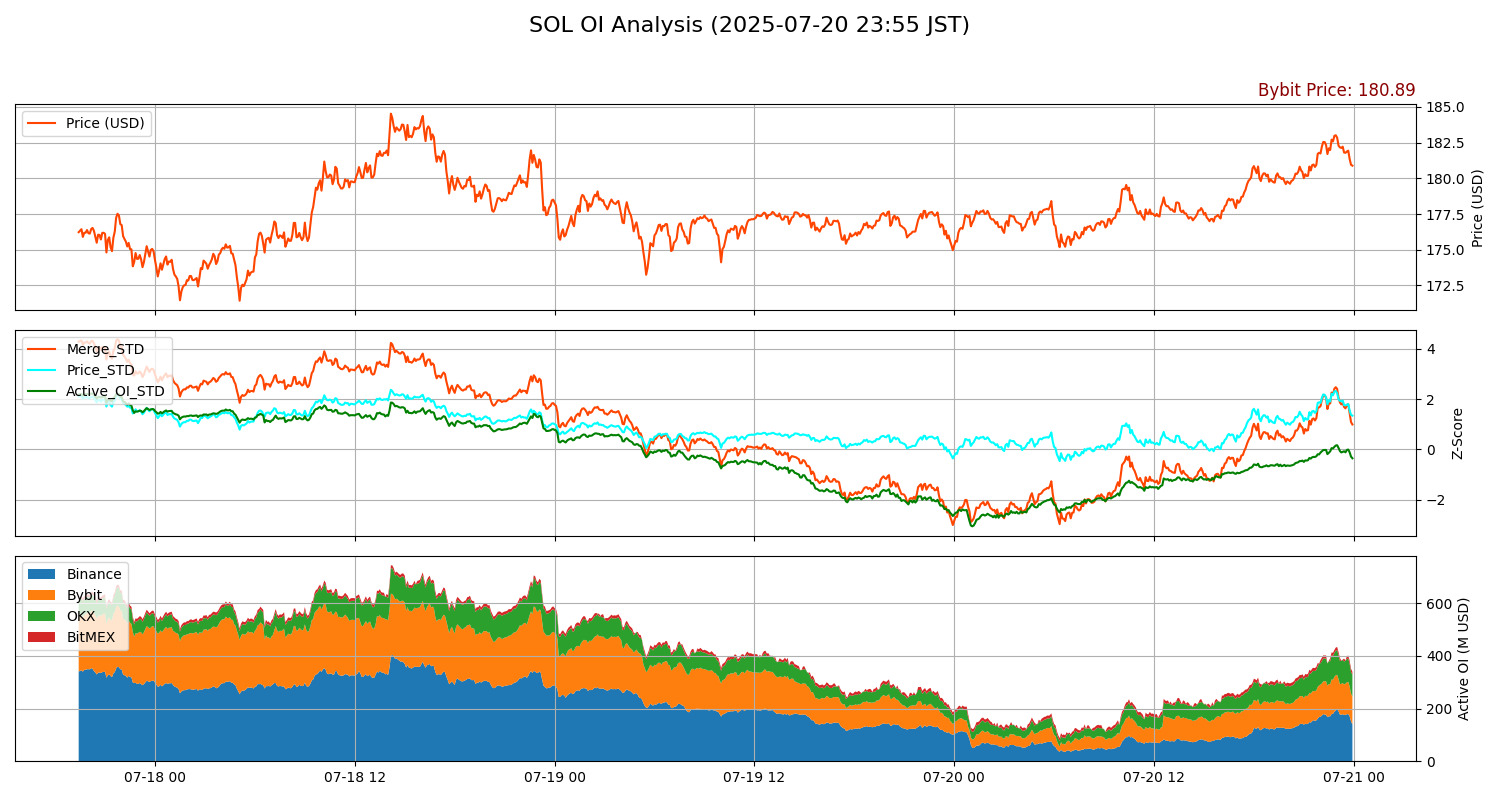 SOL OI Analysis (2025-07-20 23:55 JST)
Bybit Price: 180.89
Price (USD)
185.0
182.5
180.0
177.5
175.0
172.5
Price (USD)
Merge_STD
Price_STD
Active_OI_STD
4
2
0
−2
Z-Score
Binance
Bybit
OKX
BitMEX
600
400
200
0
Active OI (M USD)
07-18 00
07-18 12
07-19 00
07-19 12
07-20 00
07-20 12
07-21 00